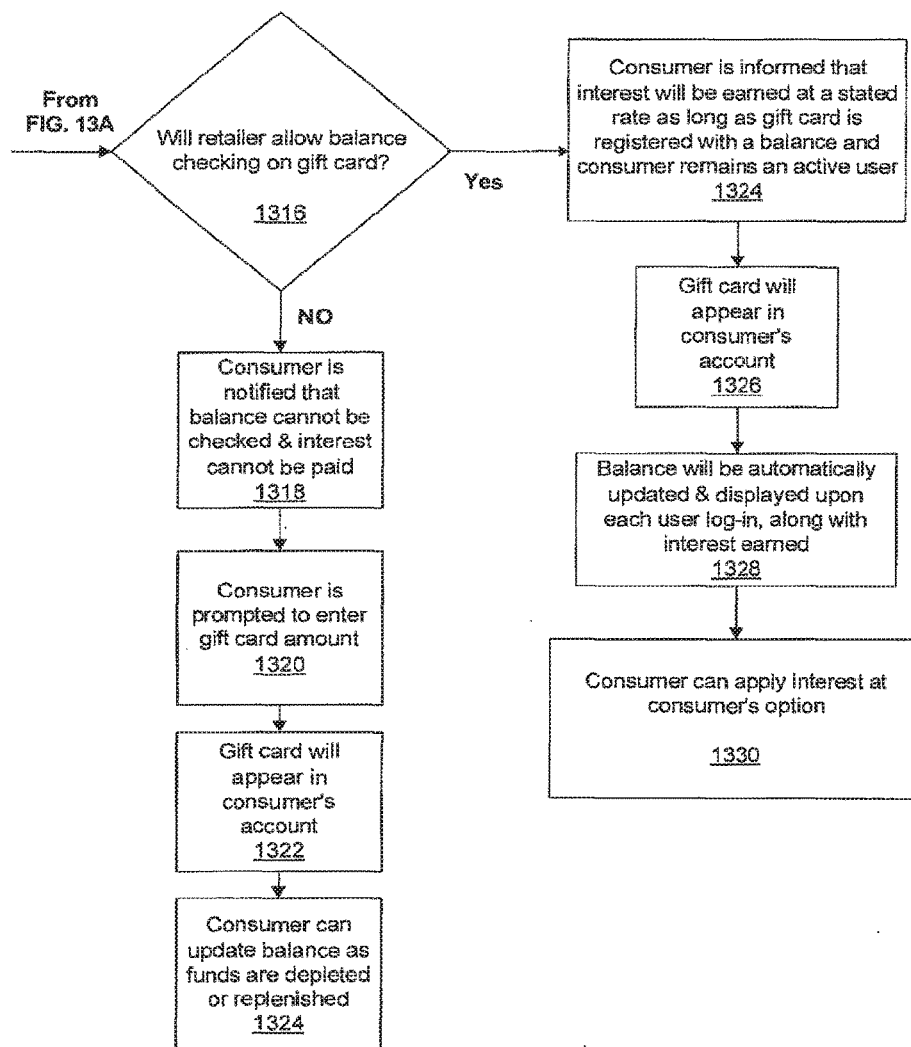 From
FIG. 13A
Will retailer allow balance
checking on gift card?
1316
Yes
NO
Consumer is
notified that
balance cannot be
checked & interest
cannot be paid
1318
Consumer is
prompted to enter
gift card amount
1320
Gift card will
appear in
consumer's
account
1322
Consumer can
update balance as
funds are depleted
or replenished
1324
Consumer is informed that
interest will be earned at a stated
rate as long as gift card is
registered with a balance and
consumer remains an active user
1324
Gift card will
appear in
consumer's
account
1326
Balance will be automatically
updated & displayed upon
each user log-in, along with
interest earned
1328
Consumer can apply interest at
consumer's option
1330